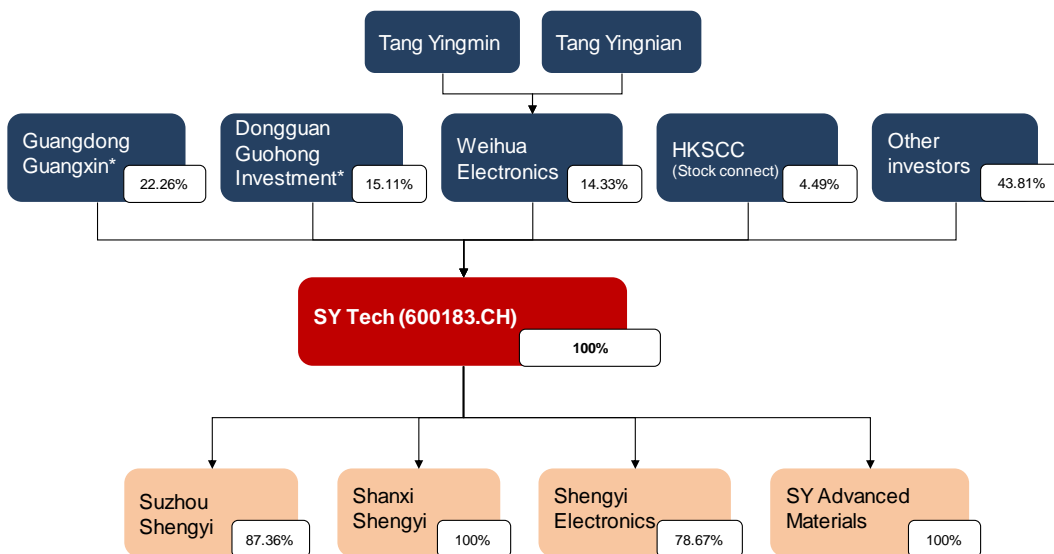 Tang Yingmin
Tang Yingnian
Guangdong
Guangxin*
22.26%
Dongguan
Guohong
Investment*
15.11%
Weihua
Electronics
14.33%
HKSCC
(Stock connect)
4.49%
Other
investors
43.81%
SY Tech (600183.CH)
100%
Suzhou
Shengyi
87.36%
Shanxi
Shengyi
100%
Shengyi
Electronics
78.67%
SY Advanced
Materials
100%